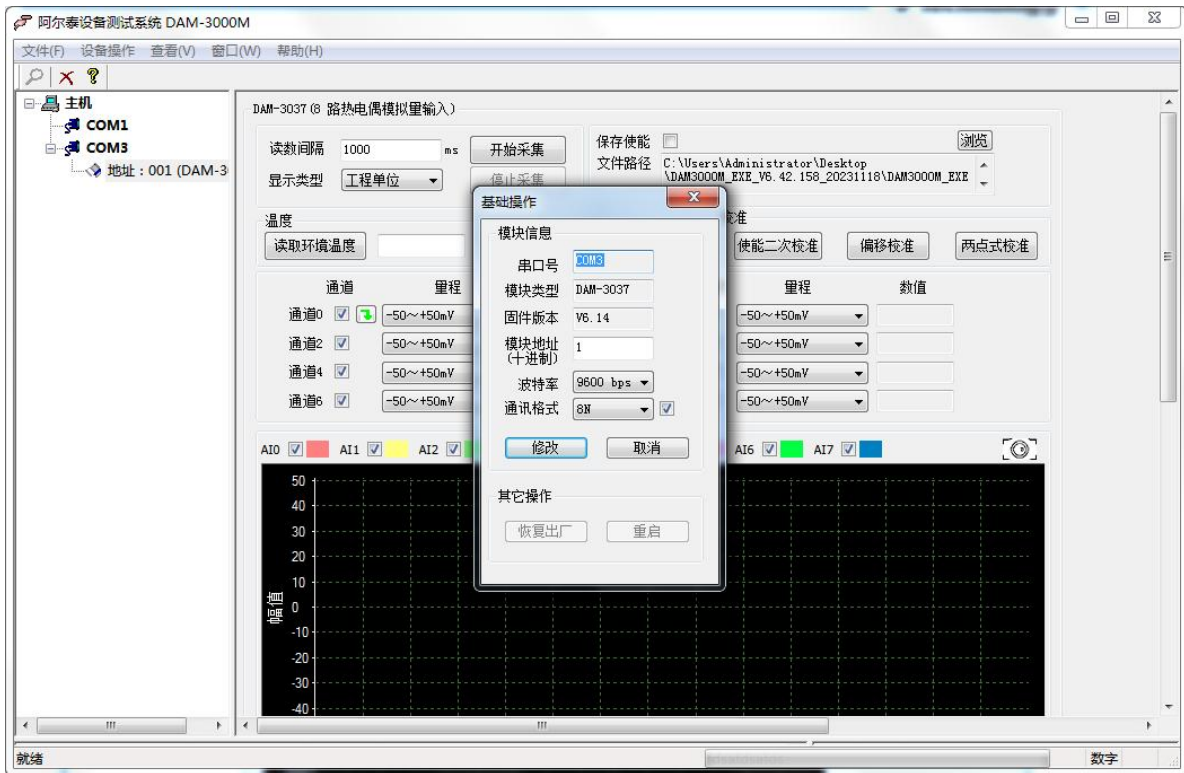 阿尔泰设备测试系统 DAM-3000M
文件(F) 设备操作 查看(V) 窗口(W) 帮助(H)
主机
COM1
COM3
地址：001 (DAM-3
DAM-3037(8 路热电偶模拟量输入)
读数间隔 1000 ms 开始采集
显示类型 工程单位 停止采集
保存使能 浏览
文件路径 C:\Users\Administrator\Desktop
\DAM3000M_EXE_V6.42.158_20231118\DAM3000M_EXE
温度
读取环境温度
准
使能二次校准 偏移校准 两点式校准
通道 量程 量程 数值
通道0 -50～+50mV -50～+50mV
通道2 -50～+50mV -50～+50mV
通道4 -50～+50mV -50～+50mV
通道6 -50～+50mV -50～+50mV
AI0 AI1 AI2 AI6 AI7
50
40
30
20
10
0
-10
-20
-30
-40
幅值
基础操作
模块信息
串口号 COM3
模块类型 DAM-3037
固件版本 V6.14
模块地址 1
(十进制)
波特率 9600 bps
通讯格式 8N
修改 取消
其它操作
恢复出厂 重启
就绪 数字